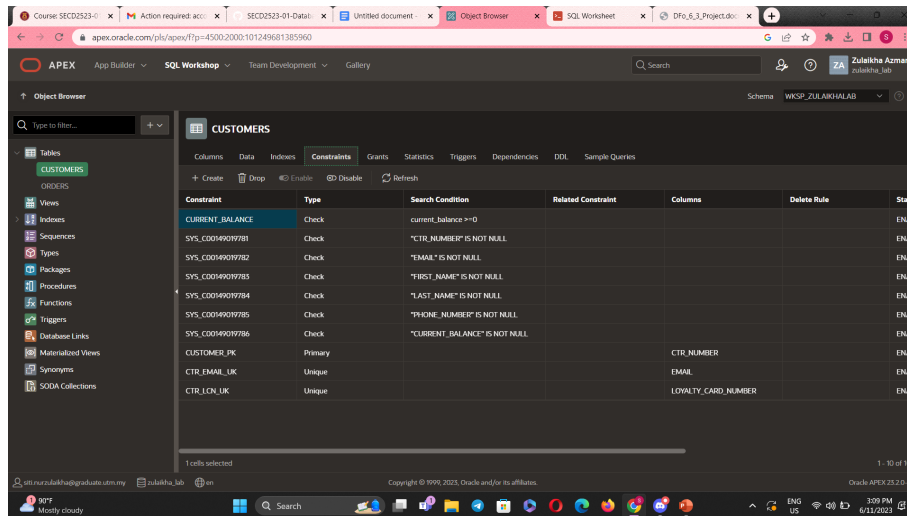 Course: SECD2523-0
Action required: acco
SECD2523-01-Datab
Untitled document -
Object Browser
SQL Worksheet
DFo_6_3_Project.doc
apex.oracle.com/pls/apex/f?p=4500:2000:101249681385960
APEX App Builder SQL Workshop Team Development Gallery Search ZA Zulaikha Azmar
zulaikha_lab
Object Browser Schema WKSP_ZULAIKHALAB
Type to filter...
CUSTOMERS
Tables
CUSTOMERS
ORDERS
Views
Indexes
Sequences
Types
Packages
Procedures
Functions
Triggers
Database Links
Materialized Views
Synonyms
SODA Collections
Columns Data Indexes Constraints Grants Statistics Triggers Dependencies DDL Sample Queries
+ Create Drop Enable Disable Refresh
Constraint Type Search Condition Related Constraint Columns Delete Rule Sta
CURRENT_BALANCE Check current_balance >=0 EN
SYS_C00149019781 Check "CTR_NUMBER" IS NOT NULL EN
SYS_C00149019782 Check "EMAIL" IS NOT NULL EN
SYS_C00149019783 Check "FIRST_NAME" IS NOT NULL EN
SYS_C00149019784 Check "LAST_NAME" IS NOT NULL EN
SYS_C00149019785 Check "PHONE_NUMBER" IS NOT NULL EN
SYS_C00149019786 Check "CURRENT_BALANCE" IS NOT NULL EN
CUSTOMER_PK Primary CTR_NUMBER EN
CTR_EMAIL_UK Unique EMAIL EN
CTR_LCN_UK Unique LOYALTY_CARD_NUMBER EN
1 cells selected 1 - 10 of 1
siti.nurzulaikha@graduate.utm.my zulaikha_lab en Copyright © 1999, 2023, Oracle and/or its affiliates. Oracle APEX 23.2.0
90°F
Mostly cloudy
Search
ENG
US
3:09 PM
6/11/2023